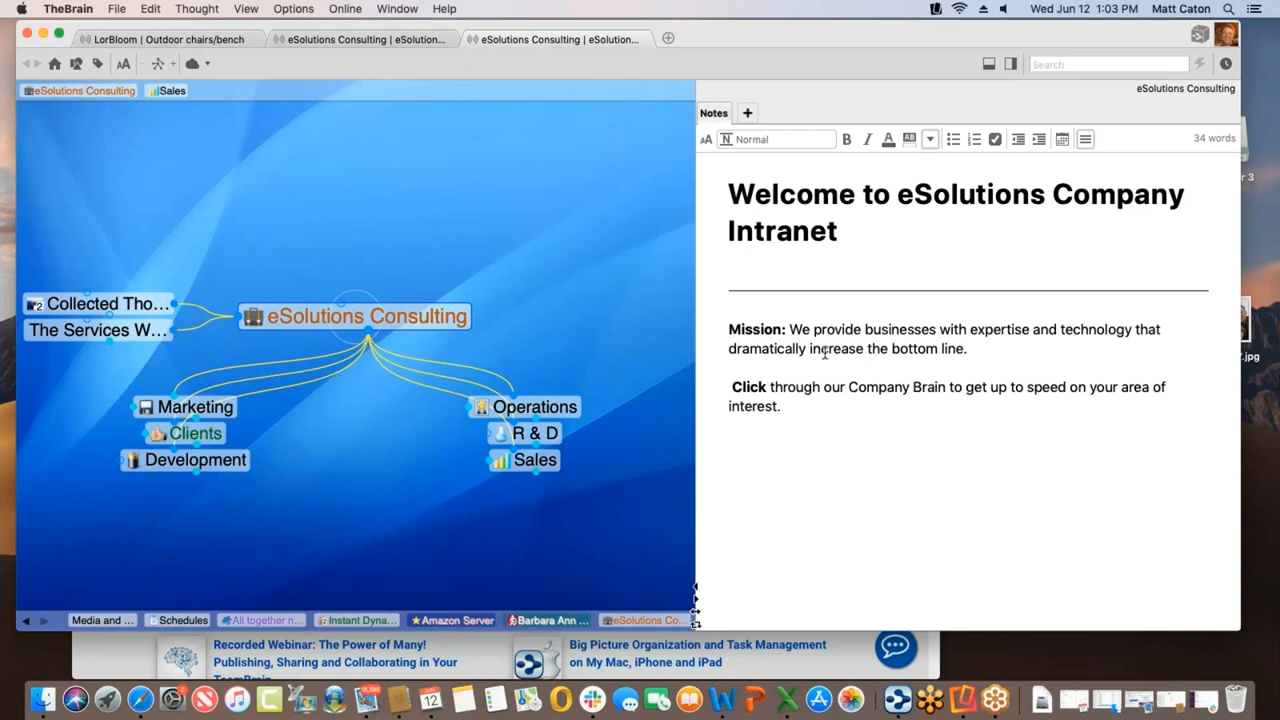 TheBrain File Edit Thought View Options Online Window Help
Wed Jun 12 1:03 PM Matt Caton
LorBloom | Outdoor chairs/bench
eSolutions Consulting | eSolution...
eSolutions Consulting | eSolution...
Search
eSolutions Consulting Sales
eSolutions Consulting
Notes
Normal
B I
34 words
Welcome to eSolutions Company
Intranet
Mission: We provide businesses with expertise and technology that
dramatically increase the bottom line.
Click through our Company Brain to get up to speed on your area of
interest.
Collected Tho...
The Services W...
eSolutions Consulting
Marketing
Clients
Development
Operations
R & D
Sales
Media and ...
Schedules
All together n...
Instant Dyna...
Amazon Server
Barbara Ann ...
eSolutions Co...
Recorded Webinar: The Power of Many!
Publishing, Sharing and Collaborating in Your
TeamBrain
Big Picture Organization and Task Management
on My Mac, iPhone and iPad
r 3
.jpg